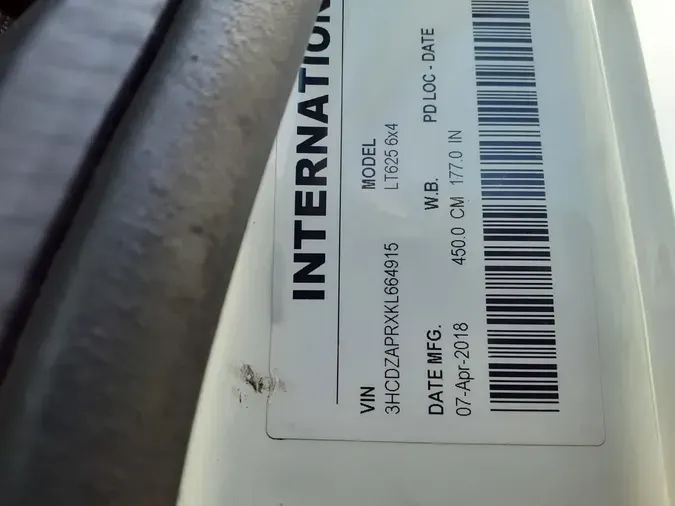 INTERNATION
VIN MODEL
3HCDZAPRXKL664915 LT625 6x4
DATE MFG. W.B. PD LOC - DATE
07-Apr-2018 450.0 CM 177.0 IN